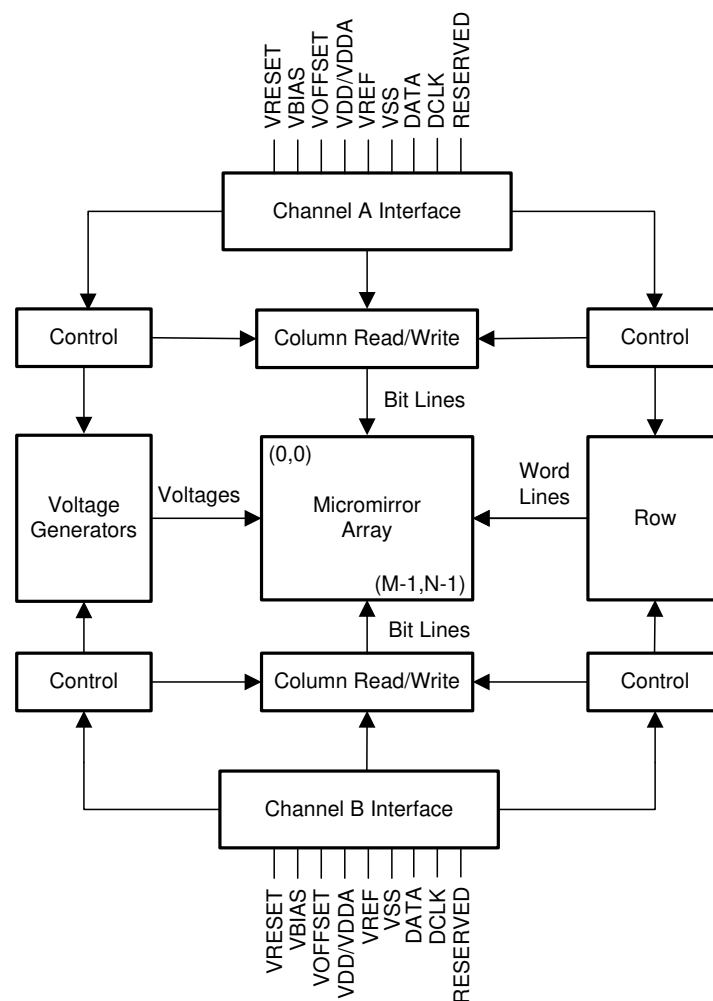 VRESET
VBIAS
VOFFSET
VDD/VDDA
VREF
VSS
DATA
DCLK
RESERVED
Channel A Interface
Control
Column Read/Write
Control
Bit Lines
Voltage
Generators
Voltages
(0,0)
Micromirror
Array
(M-1,N-1)
Word
Lines
Row
Bit Lines
Control
Column Read/Write
Control
Channel B Interface
VRESET
VBIAS
VOFFSET
VDD/VDDA
VREF
VSS
DATA
DCLK
RESERVED